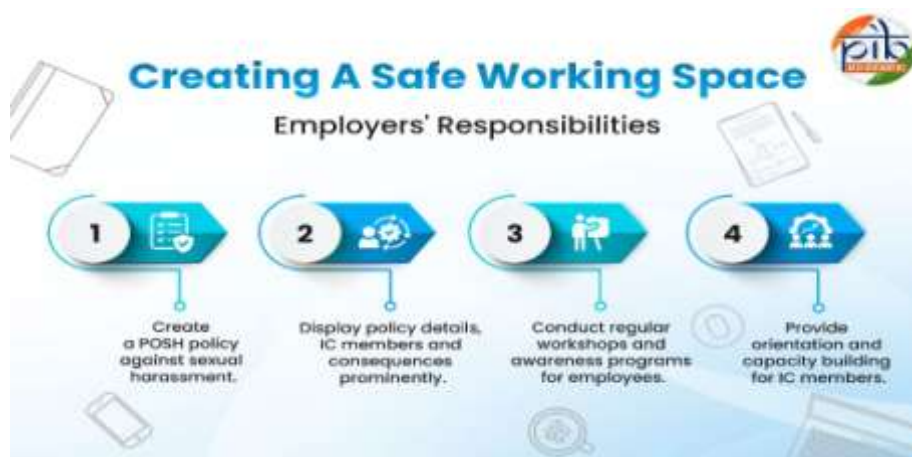 pib
Creating A Safe Working Space
Employers' Responsibilities
1
2
3
4
Create
a POSH policy
against sexual
harassment.
Display policy details,
IC members and
consequences
prominently.
Conduct regular
workshops and
awareness programs
for employees.
Provide
orientation and
capacity building
for IC members.